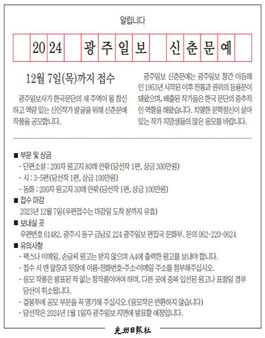 알립니다
2024 광주일보 신춘문예
12월 7일(목)까지 접수
광주일보사가 한국문단의 새 주역이 될 참신
하고 역량 있는 신인작가 발굴을 위해 신춘문예
작품을 공모합니다.
광주일보 신춘문예는 광주일보 창간 이듬해
인 1953년 시작된 이후 전통과 권위의 등용문이
돼왔으며, 배출된 작가들은 한국 문단의 중추적
인 역할을 해왔습니다. 치열한 문학정신이 살아
있는 작가 지망생들의 많은 응모를 바랍니다.
■ 부문 및 상금
- 단편소설 : 200자 원고지 80매 안팎(당선작 1편, 상금 300만원)
- 시 : 3~5편(당선작 1편, 상금 100만원)
- 동화 : 200자 원고지 30매 안팎(당선작 1편, 상금 100만원)
■ 접수 마감
2023년 12월 7일(우편접수는 마감일 도착 분까지 유효)
■ 보내실 곳
우편번호 61482, 광주시 동구 금남로 224 광주일보 편집국 문화부. 문의 062-220-0624
■ 유의사항
- 팩스나 이메일, 손글씨 원고는 받지 않으며 A4에 출력한 원고를 보내야 합니다.
- 접수 시 맨 앞장과 뒷장에 이름·전화번호·주소·이메일 주소를 첨부해주십시오.
- 응모 작품은 발표된 적 없는 창작품이어야 하며, 다른 곳에 중복 입선된 원고나 표절일 경우
당선이 취소됩니다.
- 겉봉투에 공모 부문을 꼭 명기해 주십시오. (응모작은 반환하지 않습니다)
- 당선작은 2024년 1월 1일자 광주일보 지면에 발표할 예정입니다.
光州日報社